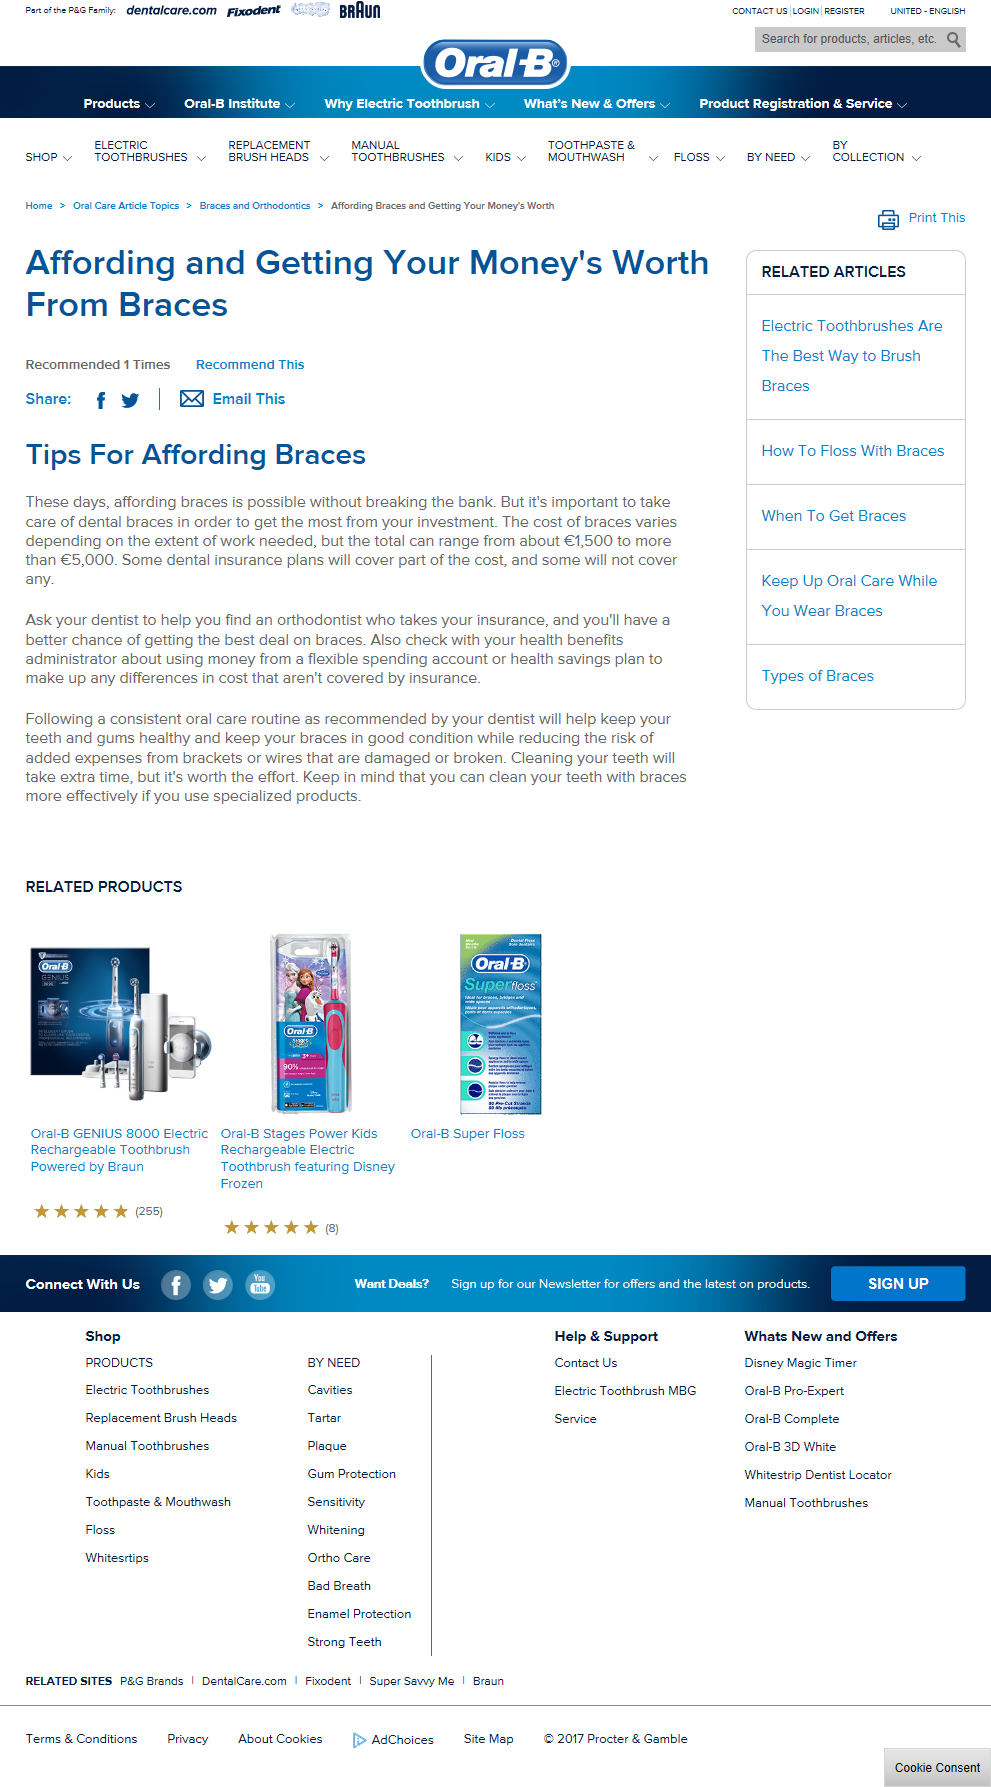 Part of the P&G Family: dentalcare.com Fixodent BRAUN
CONTACT US | LOGIN | REGISTER UNITED - ENGLISH
Search for products, articles, etc.
Oral-B®
Products Oral-B Institute Why Electric Toothbrush What's New & Offers Product Registration & Service
SHOP ELECTRIC TOOTHBRUSHES REPLACEMENT BRUSH HEADS MANUAL TOOTHBRUSHES KIDS TOOTHPASTE & MOUTHWASH FLOSS BY NEED BY COLLECTION
Home > Oral Care Article Topics > Braces and Orthodontics > Affording Braces and Getting Your Money's Worth
Print This
Affording and Getting Your Money's Worth
From Braces
Recommended 1 Times Recommend This
Share: Email This
Tips For Affording Braces
These days, affording braces is possible without breaking the bank. But it's important to take
care of dental braces in order to get the most from your investment. The cost of braces varies
depending on the extent of work needed, but the total can range from about €1,500 to more
than €5,000. Some dental insurance plans will cover part of the cost, and some will not cover
any.
Ask your dentist to help you find an orthodontist who takes your insurance, and you'll have a
better chance of getting the best deal on braces. Also check with your health benefits
administrator about using money from a flexible spending account or health savings plan to
make up any differences in cost that aren't covered by insurance.
Following a consistent oral care routine as recommended by your dentist will help keep your
teeth and gums healthy and keep your braces in good condition while reducing the risk of
added expenses from brackets or wires that are damaged or broken. Cleaning your teeth will
take extra time, but it's worth the effort. Keep in mind that you can clean your teeth with braces
more effectively if you use specialized products.
RELATED ARTICLES
Electric Toothbrushes Are
The Best Way to Brush
Braces
How To Floss With Braces
When To Get Braces
Keep Up Oral Care While
You Wear Braces
Types of Braces
RELATED PRODUCTS
Oral-B
GENIUS
Oral-B
Stages
3+
90%
Oral-B
Superfloss
Oral-B GENIUS 8000 Electric
Rechargeable Toothbrush
Powered by Braun
(255)
Oral-B Stages Power Kids
Rechargeable Electric
Toothbrush featuring Disney
Frozen
(8)
Oral-B Super Floss
Connect With Us You Tube Want Deals? Sign up for our Newsletter for offers and the latest on products. SIGN UP
Shop
PRODUCTS
Electric Toothbrushes
Replacement Brush Heads
Manual Toothbrushes
Kids
Toothpaste & Mouthwash
Floss
Whitesrtips
BY NEED
Cavities
Tartar
Plaque
Gum Protection
Sensitivity
Whitening
Ortho Care
Bad Breath
Enamel Protection
Strong Teeth
Help & Support
Contact Us
Electric Toothbrush MBG
Service
Whats New and Offers
Disney Magic Timer
Oral-B Pro-Expert
Oral-B Complete
Oral-B 3D White
Whitestrip Dentist Locator
Manual Toothbrushes
RELATED SITES P&G Brands | DentalCare.com | Fixodent | Super Savvy Me | Braun
Terms & Conditions Privacy About Cookies AdChoices Site Map © 2017 Procter & Gamble
Cookie Consent